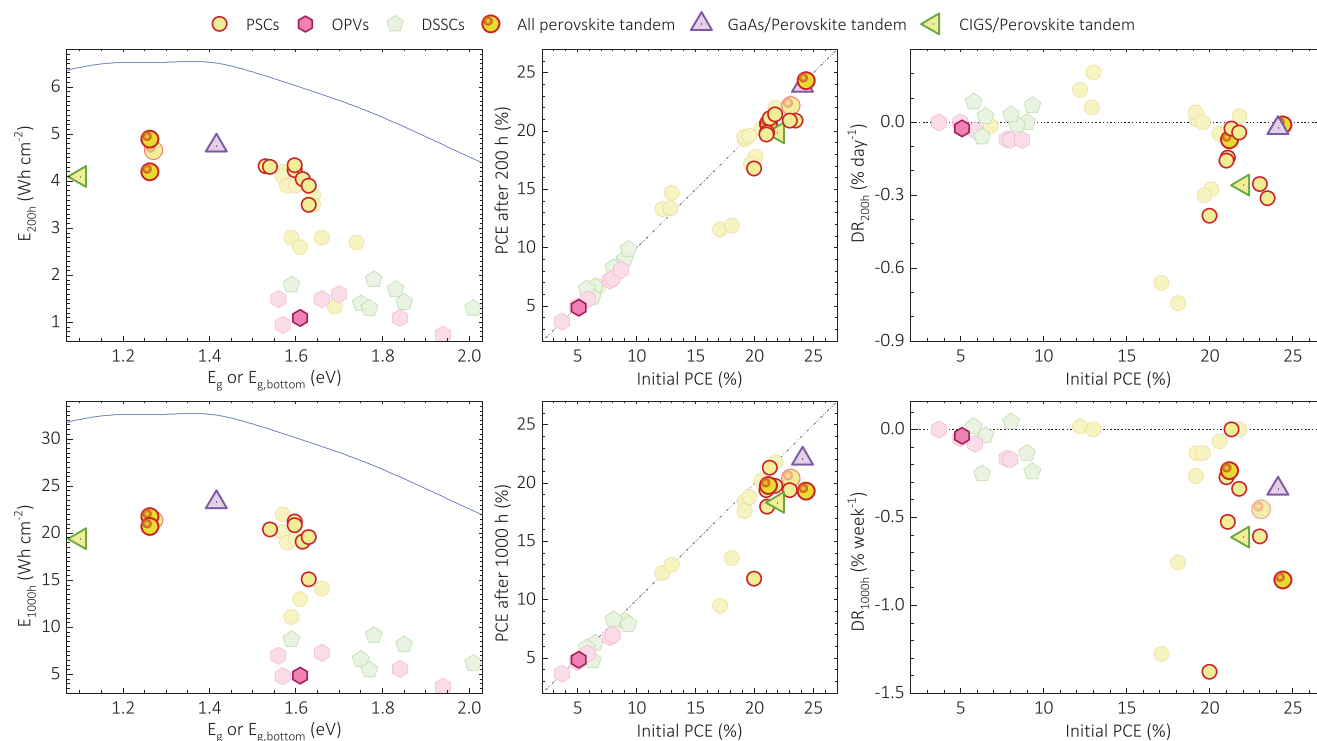 PSCs OPVs DSSCs All perovskite tandem GaAs/Perovskite tandem CIGS/Perovskite tandem
E200h (Wh cm-2)
6
5
4
3
2
1
1.2 1.4 1.6 1.8 2.0
Eg or Eg,bottom (eV)
PCE after 200 h (%)
25
20
15
10
5
5 10 15 20 25
Initial PCE (%)
DR200h (% day-1)
0.0
-0.3
-0.6
-0.9
5 10 15 20 25
Initial PCE (%)
E1000h (Wh cm-2)
30
25
20
15
10
5
1.2 1.4 1.6 1.8 2.0
Eg or Eg,bottom (eV)
PCE after 1000 h (%)
25
20
15
10
5
5 10 15 20 25
Initial PCE (%)
DR1000h (% week-1)
0.0
-0.5
-1.0
-1.5
5 10 15 20 25
Initial PCE (%)